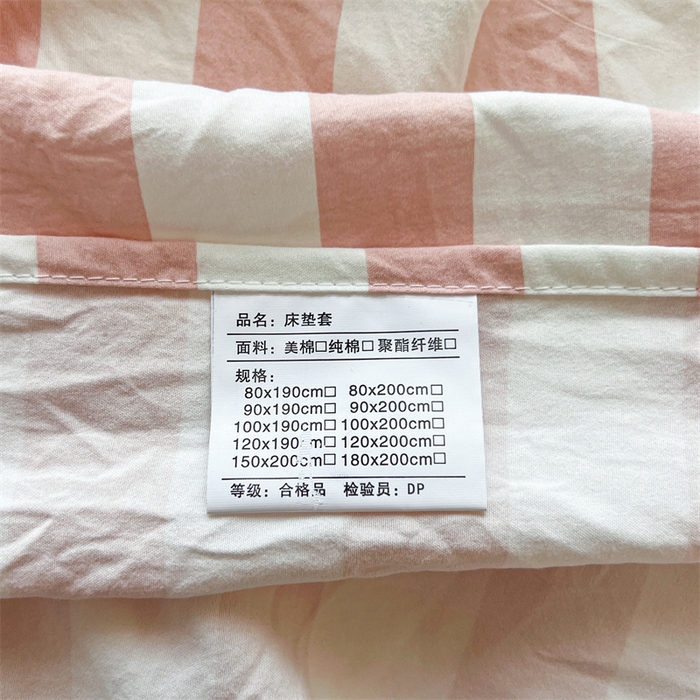 品名：床垫套
面料：美棉□纯棉□聚酯纤维□
规格：
80x190cm□ 80x200cm□
90x190cm□ 90x200cm□
100x190cm□ 100x200cm□
120x190cm□ 120x200cm□
150x200cm□ 180x200cm□
等级：合格品 检验员：DP